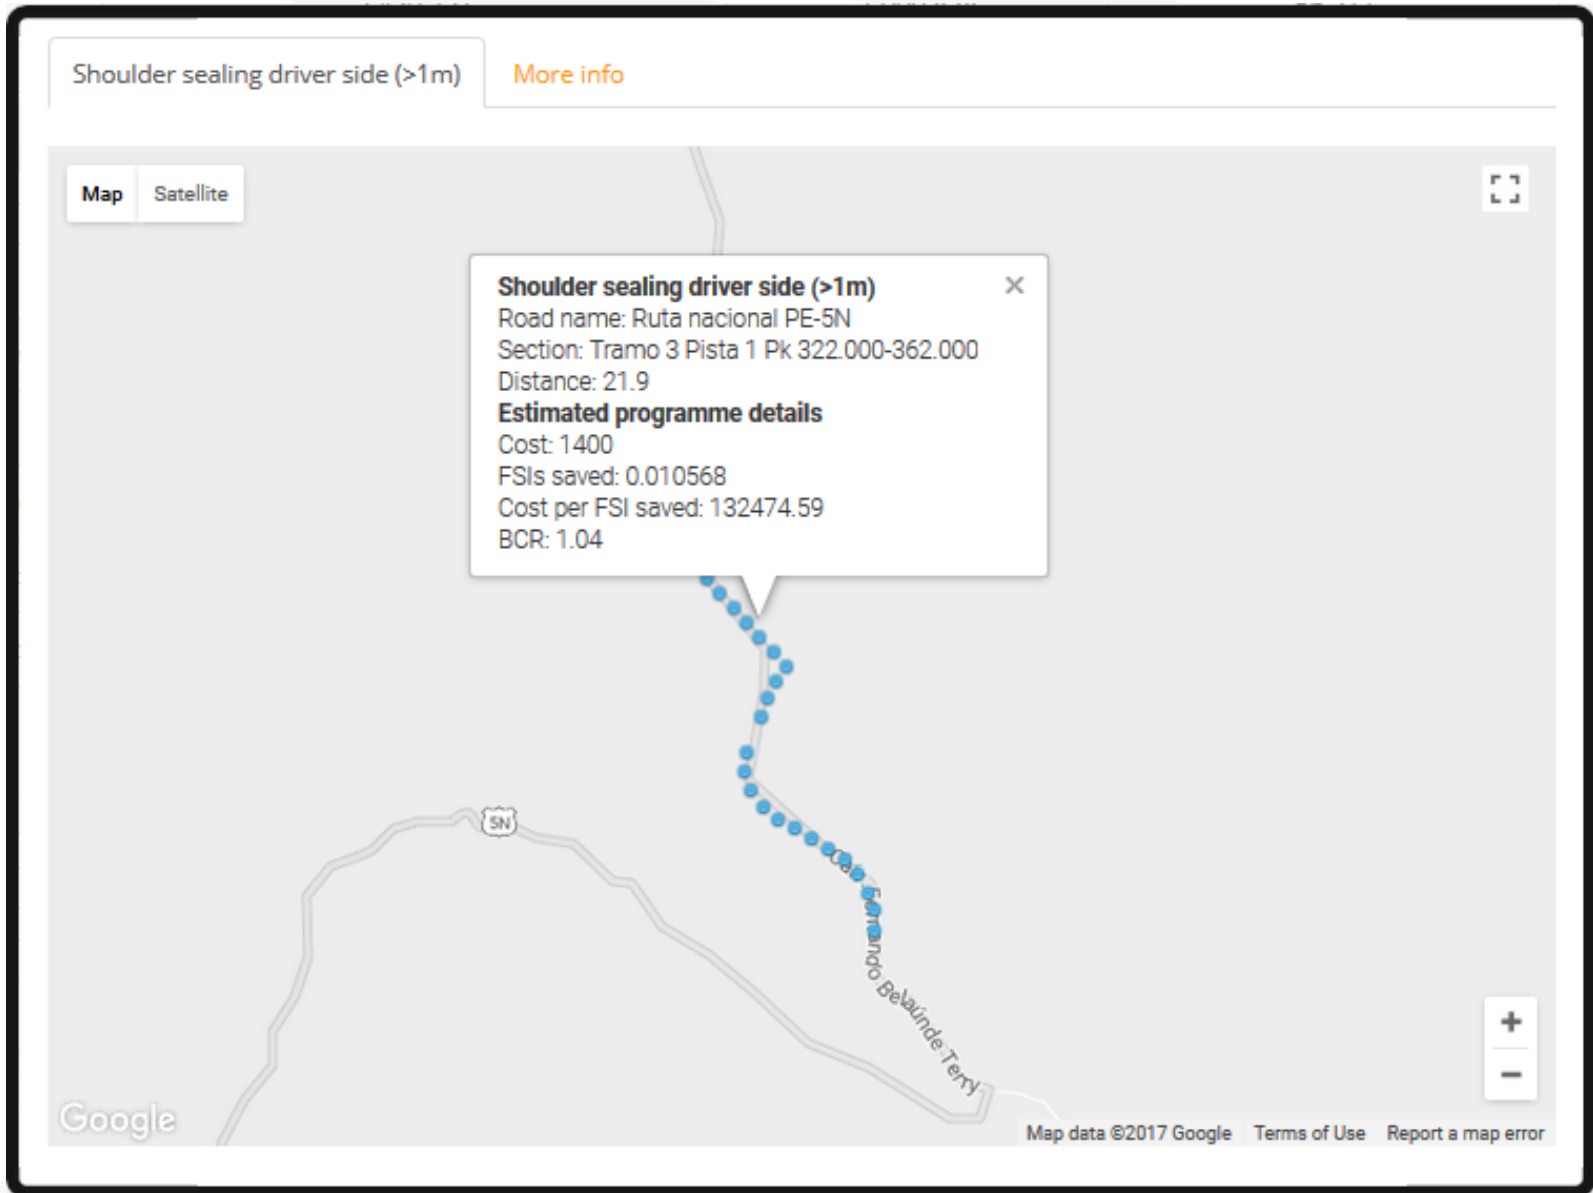 Shoulder sealing driver side (>1m)
More info
Map
Satellite
Shoulder sealing driver side (>1m)
Road name: Ruta nacional PE-5N
Section: Tramo 3 Pista 1 Pk 322.000-362.000
Distance: 21.9
Estimated programme details
Cost: 1400
FSIs saved: 0.010568
Cost per FSI saved: 132474.59
BCR: 1.04
5N
Fernando Belaúnde Terry
Google
Map data ©2017 Google
Terms of Use
Report a map error